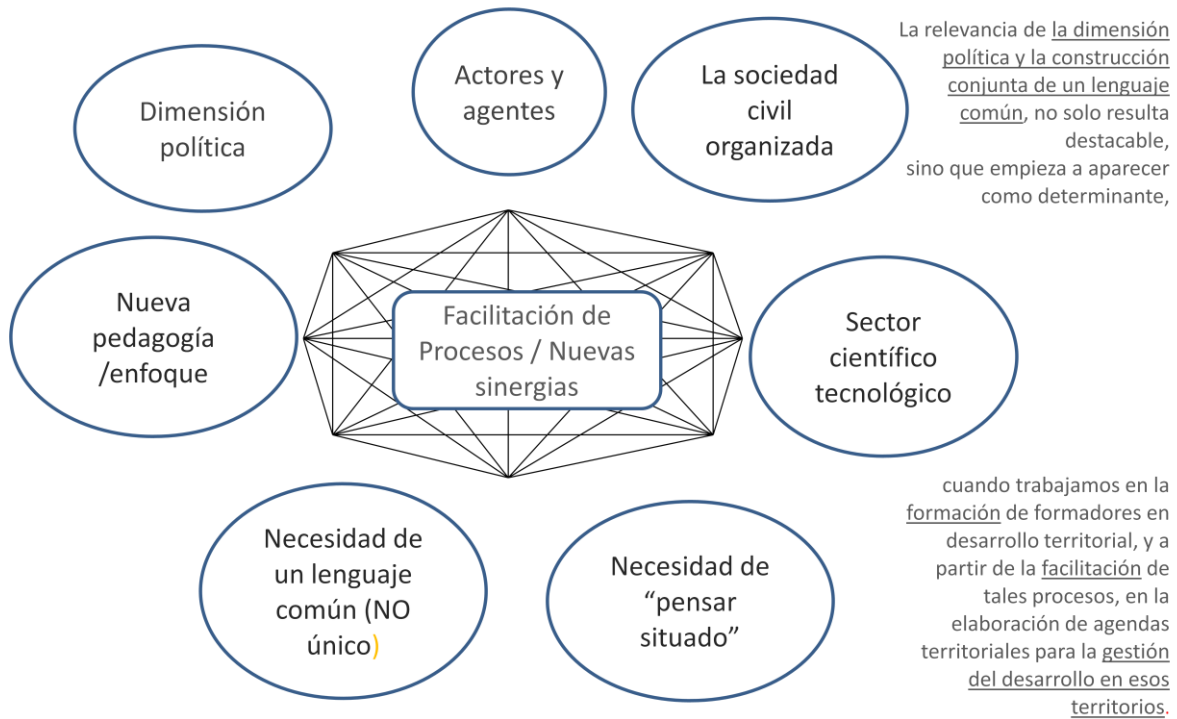 Dimensión
política
Actores y
agentes
La sociedad
civil
organizada
La relevancia de la dimensión
política y la construcción
conjunta de un lenguaje
común, no solo resulta
destacable,
sino que empieza a aparecer
como determinante,
Nueva
pedagogía
/enfoque
Facilitación de
Procesos / Nuevas
sinergias
Sector
científico
tecnológico
Necesidad de
un lenguaje
común (NO
único)
Necesidad de
“pensar
situado”
cuando trabajamos en la
formación de formadores en
desarrollo territorial, y a
partir de la facilitación de
tales procesos, en la
elaboración de agendas
territoriales para la gestión
del desarrollo en esos
territorios.